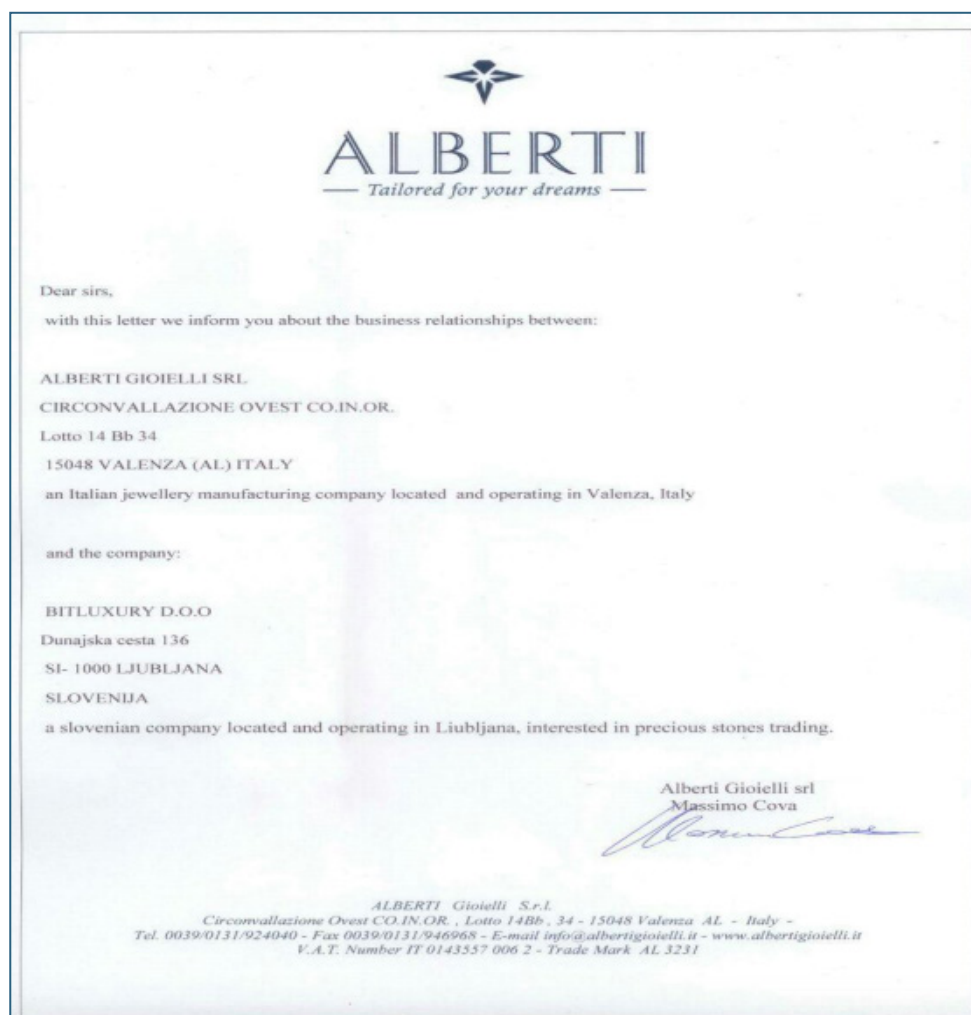 ALBERTI
Tailored for your dreams
Dear sirs,
with this letter we inform you about the business relationships between:
ALBERTI GIOIELLI SRL
CIRCONVALLAZIONE OVEST CO.IN.OR.
Lotto 14 Bb 34
15048 VALENZA (AL) ITALY
an Italian jewellery manufacturing company located and operating in Valenza, Italy
and the company:
BITLUXURY D.O.O
Dunajska cesta 136
SI- 1000 LJUBLJANA
SLOVENIJA
a slovenian company located and operating in Liubljana, interested in precious stones trading.
Alberti Gioielli srl
Massimo Cova
ALBERTI Gioielli S.r.l.
Circonvallazione Ovest CO.IN.OR. , Lotto 14Bb , 34 - 15048 Valenza AL - Italy -
Tel. 0039/0131/924040 - Fax 0039/0131/946968 - E-mail info@albertigioielli.it - www.albertigioielli.it
V.A.T. Number IT 0143557 006 2 - Trade Mark AL 3231